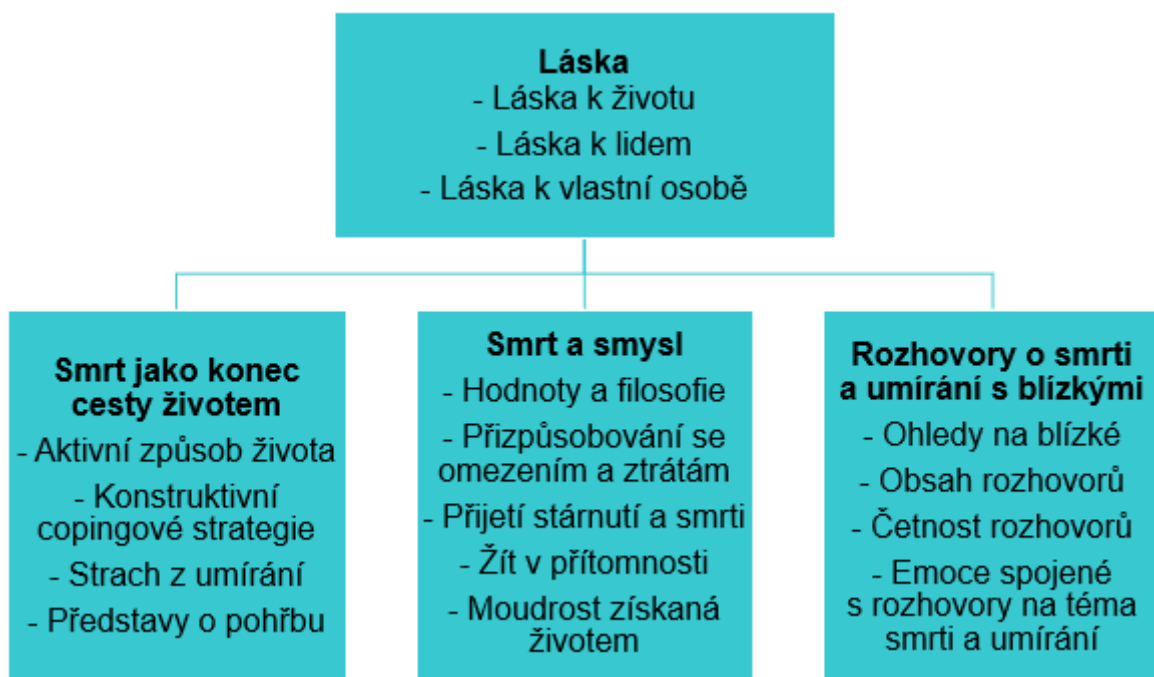 Láska
- Láska k životu
- Láska k lidem
- Láska k vlastní osobě
Smrt jako konec
cesty životem
- Aktivní způsob života
- Konstruktivní
copingové strategie
- Strach z umírání
- Představy o pohřbu
Smrt a smysl
- Hodnoty a filosofie
- Přizpůsobování se
omezením a ztrátám
- Přijetí stárnutí a smrti
- Žít v přítomnosti
- Moudrost získaná
životem
Rozhovory o smrti
a umírání s blízkými
- Ohledy na blízké
- Obsah rozhovorů
- Četnost rozhovorů
- Emoce spojené
s rozhovory na téma
smrti a umírání